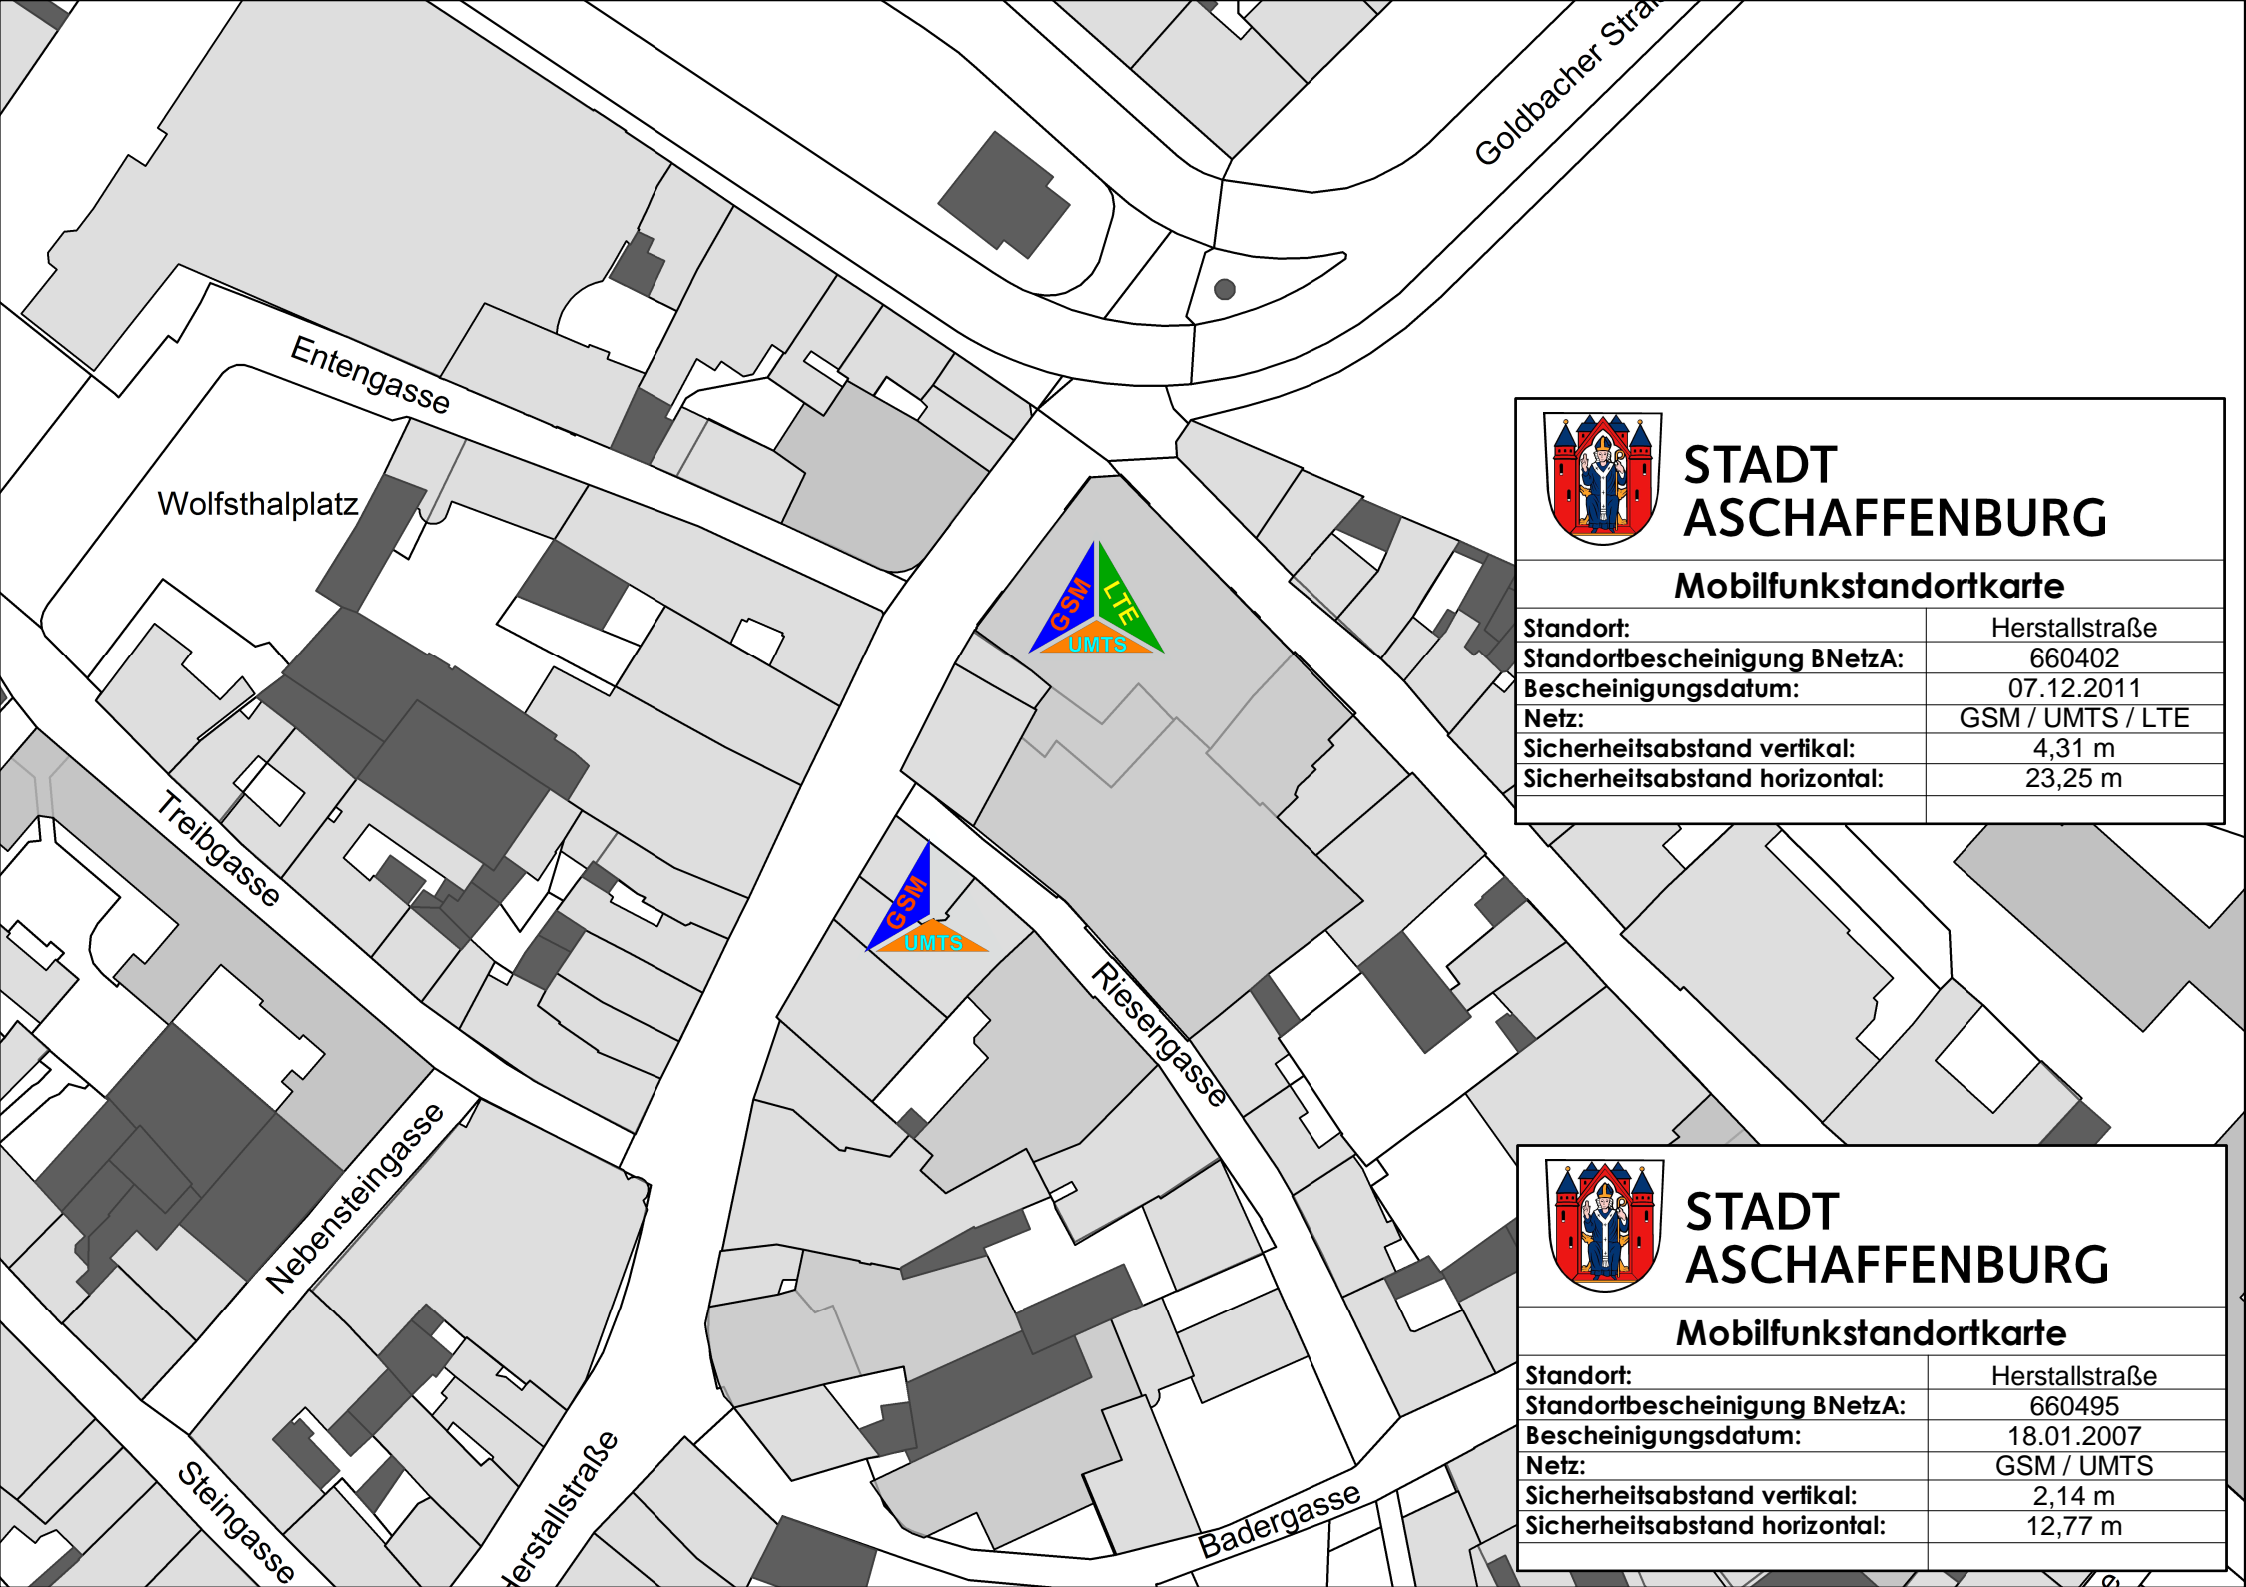 Goldbacher Straß
Entengasse
Wolfsthalplatz
GSM
LTE
UMTS
STADT
ASCHAFFENBURG
Mobilfunkstandortkarte
Standort: Herstallstraße
Standortbescheinigung BNetzA: 660402
Bescheinigungsdatum: 07.12.2011
Netz: GSM / UMTS / LTE
Sicherheitsabstand vertikal: 4,31 m
Sicherheitsabstand horizontal: 23,25 m
Treibgasse
GSM
UMTS
Riesengasse
Nebensteingasse
STADT
ASCHAFFENBURG
Mobilfunkstandortkarte
Standort: Herstallstraße
Standortbescheinigung BNetzA: 660495
Bescheinigungsdatum: 18.01.2007
Netz: GSM / UMTS
Sicherheitsabstand vertikal: 2,14 m
Sicherheitsabstand horizontal: 12,77 m
Steingasse
Herstallstraße
Badergasse